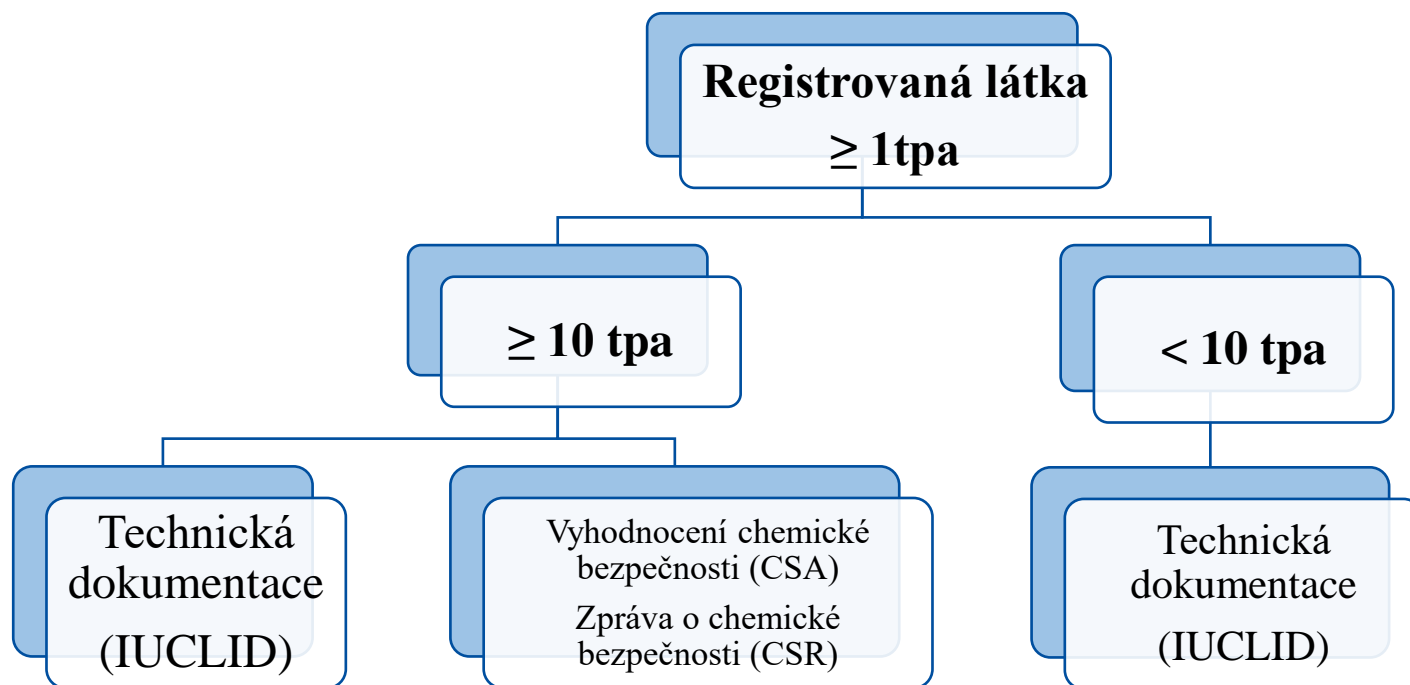 Registrovaná látka
≥ 1tpa
≥ 10 tpa
< 10 tpa
Technická
dokumentace
(IUCLID)
Vyhodnocení chemické
bezpečnosti (CSA)
Zpráva o chemické
bezpečnosti (CSR)
Technická
dokumentace
(IUCLID)